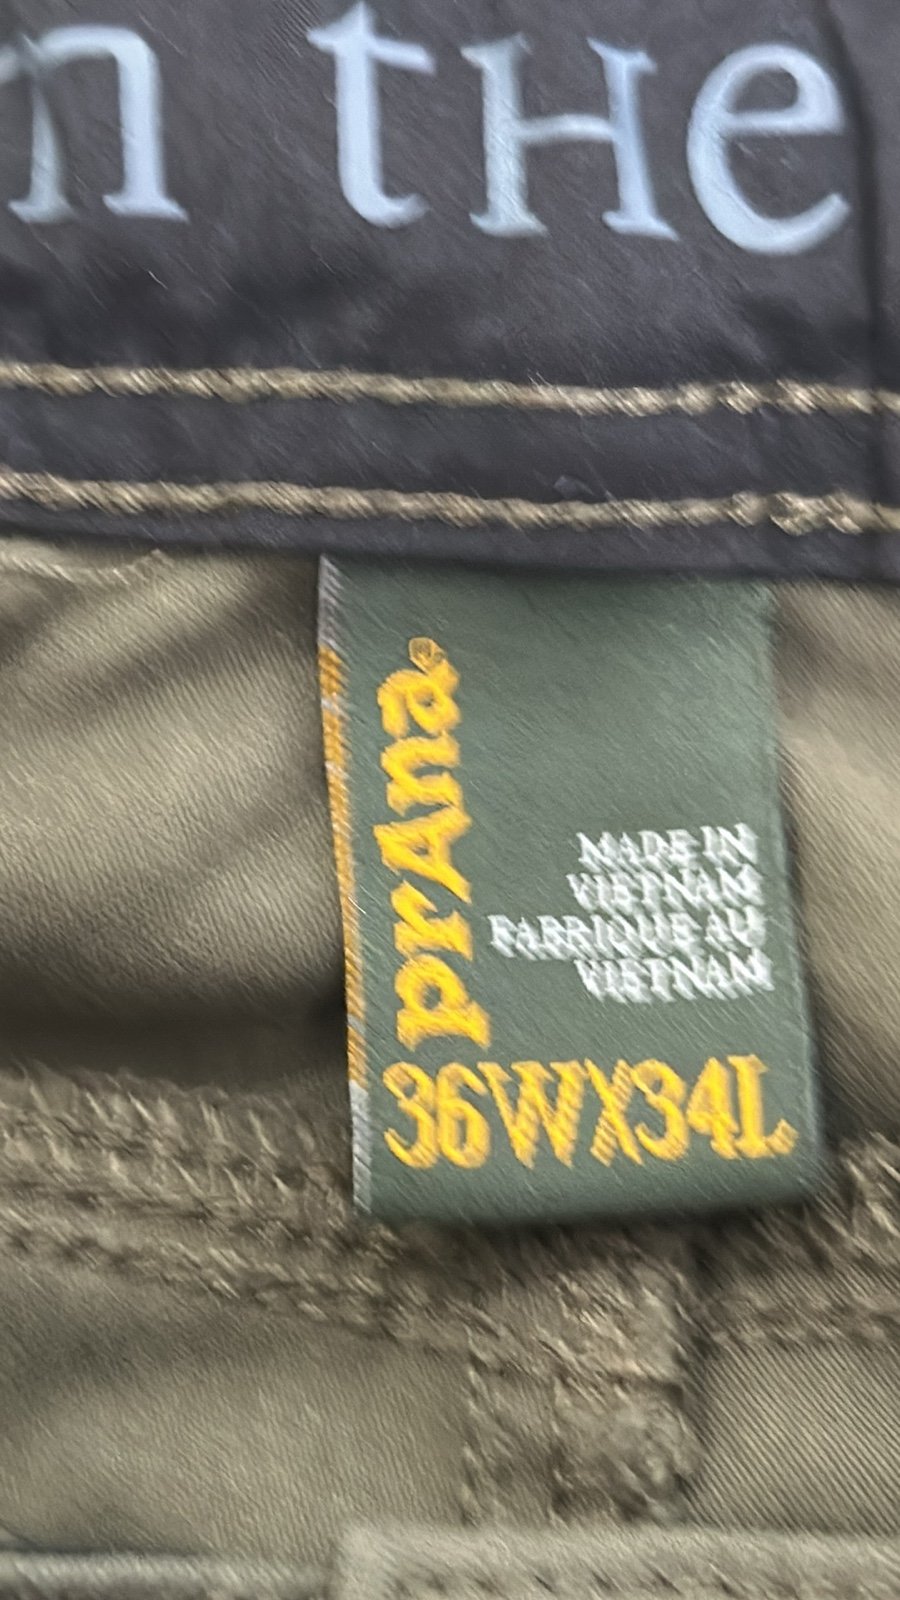 n tHe
prAna®
MADE IN
VIETNAM
FABRIQUE AU
VIETNAM
36WX34L